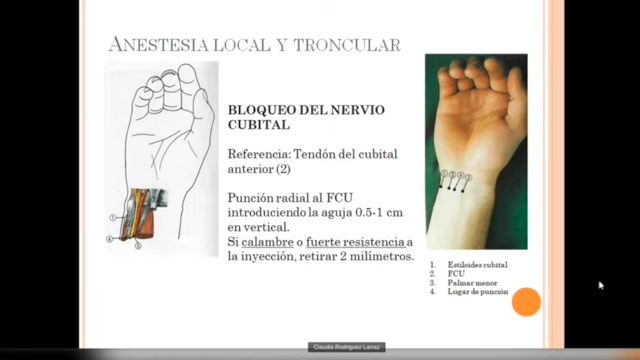 ANESTESIA LOCAL Y TRONCULAR
BLOQUEO DEL NERVIO
CUBITAL
Referencia: Tendón del cubital
anterior (2)
Punción radial al FCU
introduciendo la aguja 0.5-1 cm
en vertical.
Si calambre o fuerte resistencia a
la inyección, retirar 2 milímetros.
1. Estiloides cubital
2. FCU
3. Palmar menor
4. Lugar de punción
Claudia Rodriguez Larraz